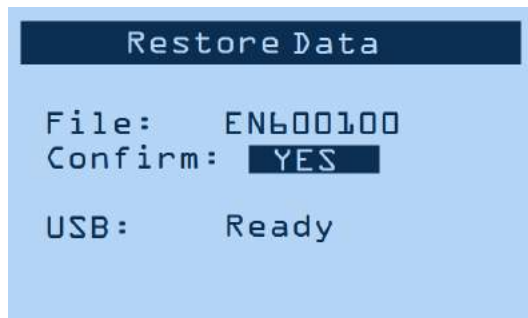 Restore Data
File: EN600100
Confirm: YES
USB: Ready